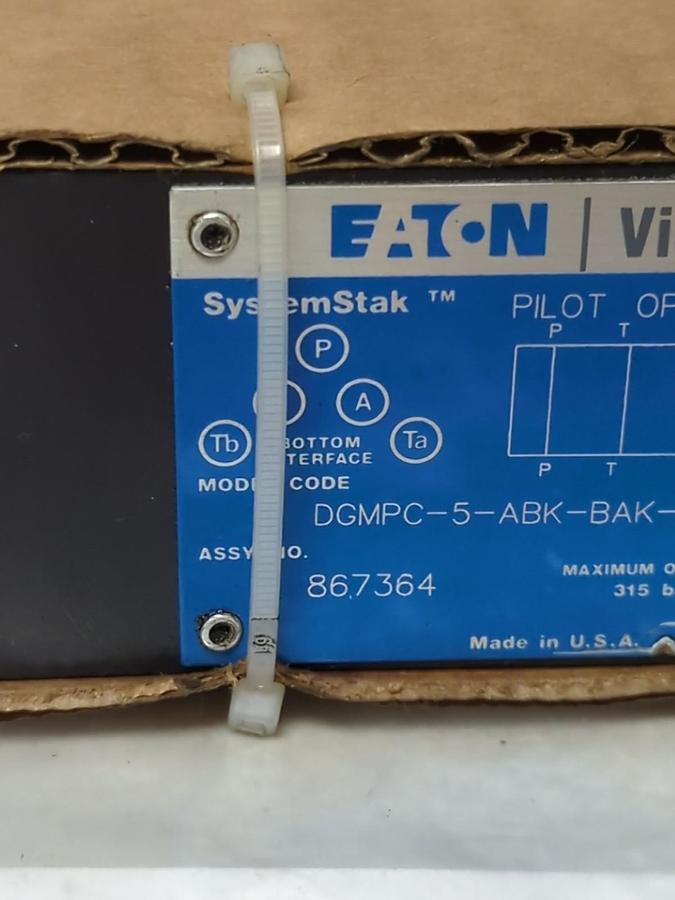 EATON | Vi
SystemStak ™ PILOT OP
P T
P
A
Tb Ta
BOTTOM
INTERFACE
P T
MODEL CODE
DGMPC-5-ABK-BAK-
ASSY NO.
MAXIMUM O
867364
315 b
Made in U.S.A.